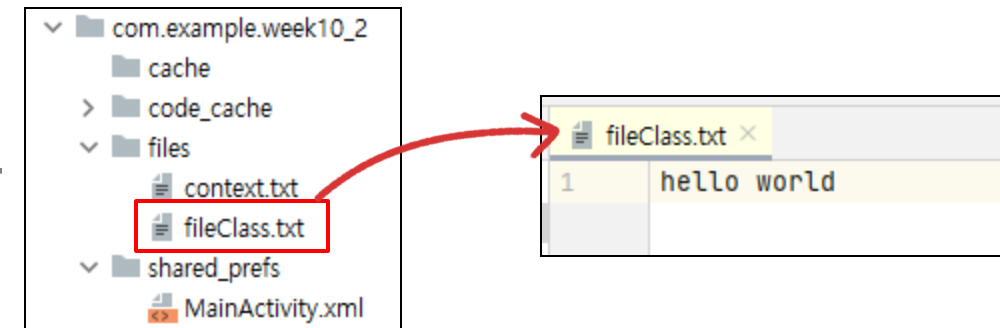 com.example.week10_2
cache
code_cache
files
context.txt
fileClass.txt
shared_prefs
MainActivity.xml
fileClass.txt
1 hello world